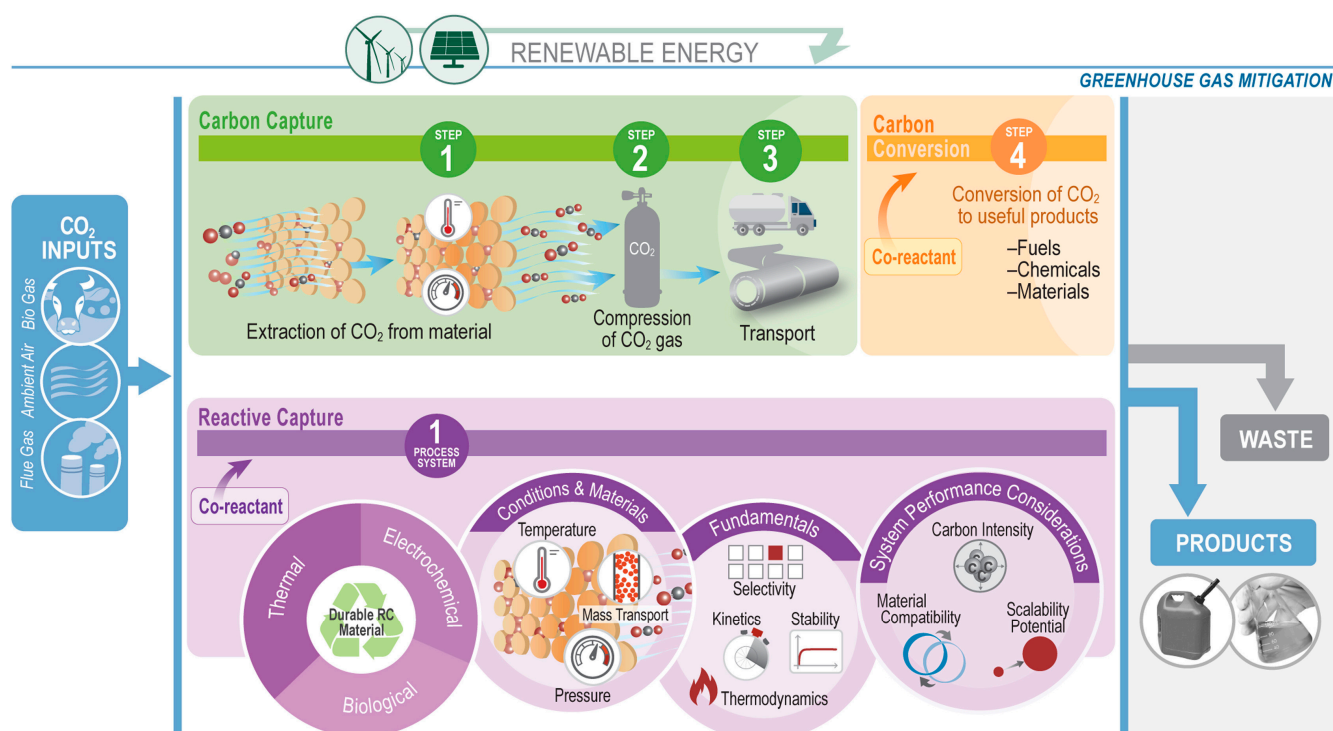 RENEWABLE ENERGY
GREENHOUSE GAS MITIGATION
CO₂
INPUTS
Bio Gas
Ambient Air
Flue Gas
Carbon Capture
STEP
1
STEP
2
STEP
3
CO₂
Extraction of CO₂ from material
Compression
of CO₂ gas
Transport
Carbon
Conversion
STEP
4
Conversion of CO₂
to useful products
–Fuels
–Chemicals
–Materials
Co-reactant
Reactive Capture
1
PROCESS
SYSTEM
Co-reactant
Thermal
Electrochemical
Biological
Durable RC
Material
Conditions & Materials
Temperature
Mass Transport
Pressure
Fundamentals
Selectivity
Kinetics
Stability
Thermodynamics
System Performance Considerations
Carbon Intensity
C
C
C
C
Material
Compatibility
Scalability
Potential
WASTE
PRODUCTS